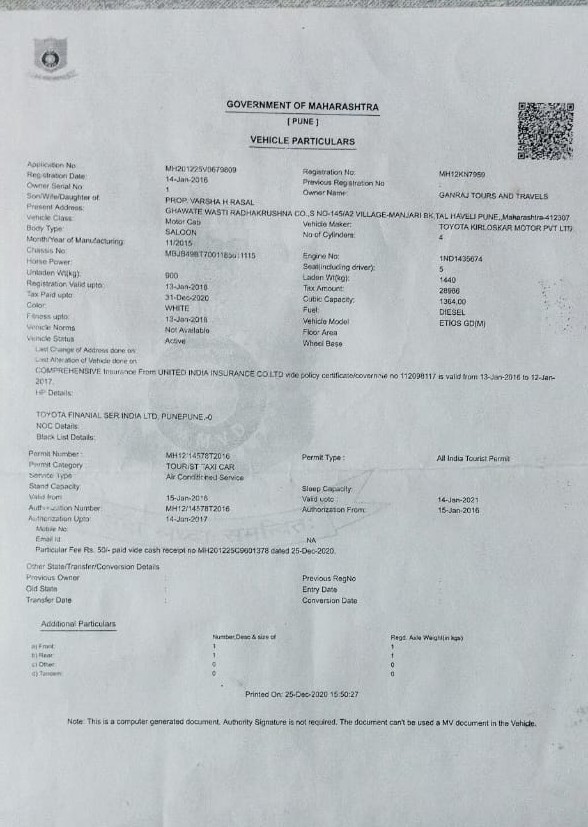 GOVERNMENT OF MAHARASHTRA
[ PUNE ]
VEHICLE PARTICULARS
Application No MH201225V0679809 Registration No: MH12KN7959
Registration Date: 14-Jan-2016 Previous Registration No
Owner Serial No 1 Owner Name GANRAJ TOURS AND TRAVELS
Son/Wife/Daughter of PROP. VARSHA H RASAL
Present Address: GHAWATE WASTI RADHAKRUSHNA CO.,S NO-145/A2 VILLAGE-MANJARI BK,TAL HAVELI PUNE,,Maharashtra-412307
Vehicle Class: Motor Cab Vehicle Maker: TOYOTA KIRLOSKAR MOTOR PVT LTD
Body Type: SALOON No of Cylinders: 4
Month/Year of Manufacturing: 11/2015
Chassis No: Engine No: 1ND1435674
Horse Power: Seat(including driver): 5
Unladen Wt(kg): 900 Laden Wt(kg): 1440
Registration Valid upto: 13-Jan-2018 Tax Amount:
Tax Paid upto 31-Dec-2020 Cubic Capacity: 1364.00
Color: WHITE Fuel: DIESEL
Fitness upto: 13-Jan-2018 Vehicle Model ETIOS GD(M)
Vehicle Norms Not Available Floor Area
Vehicle Status Active Wheel Base
Last Change of Address done on
Last Alteration of Vehicle done on
COMPREHENSIVE Insurance From UNITED INDIA INSURANCE CO.LTD vide policy certificate/covernote no 112098117 is valid from 13-Jan-2016 to 12-Jan-
2017.
HP Details:
TOYOTA FINANIAL SER.INDIA LTD, PUNEPUNE,-0
NOC Details:
Black List Details:
Permit Number: MH12/14578T2016 Permit Type : All India Tourist Permit
Permit Category TOURIST TAXI CAR
Service Type Air Conditioned Service
Stand Capacity Sleep Capacity:
Valid from: 15-Jan-2016 Valid upto : 14-Jan-2021
Authorization Number: MH12/14578T2016 Authorization From: 15-Jan-2016
Authorization Upto: 14-Jan-2017
Mobile No:
Email Id NA
Particular Fee Rs. 50/- paid vide cash receipt no MH201225C9001378 dated 25-Dec-2020.
Other State/Transfer/Conversion Details
Previous Owner : Previous RegNo
Old State : Entry Date
Transfer Date : Conversion Date
Additional Particulars
Number,Desc & size of Regd. Axle Weight(in kgs)
a) Front: 1 1
b) Rear: 1 1
c) Other: 0 0
d) Tandem: 0 0
Printed On: 25-Dec-2020 15:50:27
Note: This is a computer generated document, Authority Signature is not required. The document can't be used a MV document in the Vehicle.